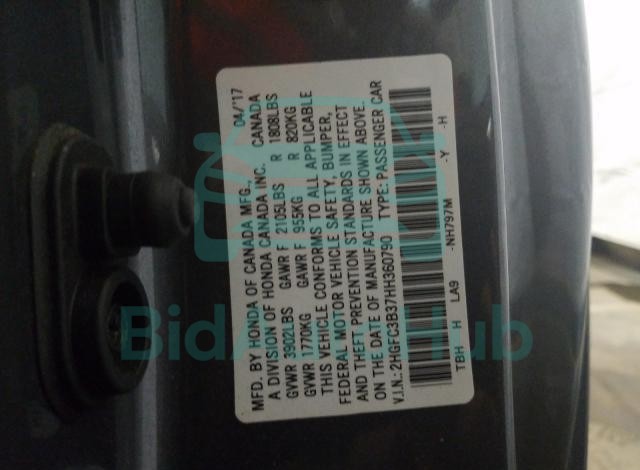 MFD. BY HONDA OF CANADA MFG., 04/'17
A DIVISION OF HONDA CANADA INC. CANADA
GVWR 3902LBS GAWR F 2105LBS R 1808LBS
GVWR 1770KG GAWR F 955KG R 820KG
THIS VEHICLE CONFORMS TO ALL APPLICABLE
FEDERAL MOTOR VEHICLE SAFETY, BUMPER,
AND THEFT PREVENTION STANDARDS IN EFFECT
ON THE DATE OF MANUFACTURE SHOWN ABOVE.
V.I.N.: 2HGFC3B37HH360790 TYPE: PASSENGER CAR
TBH H LA9 -NH797M -Y -H